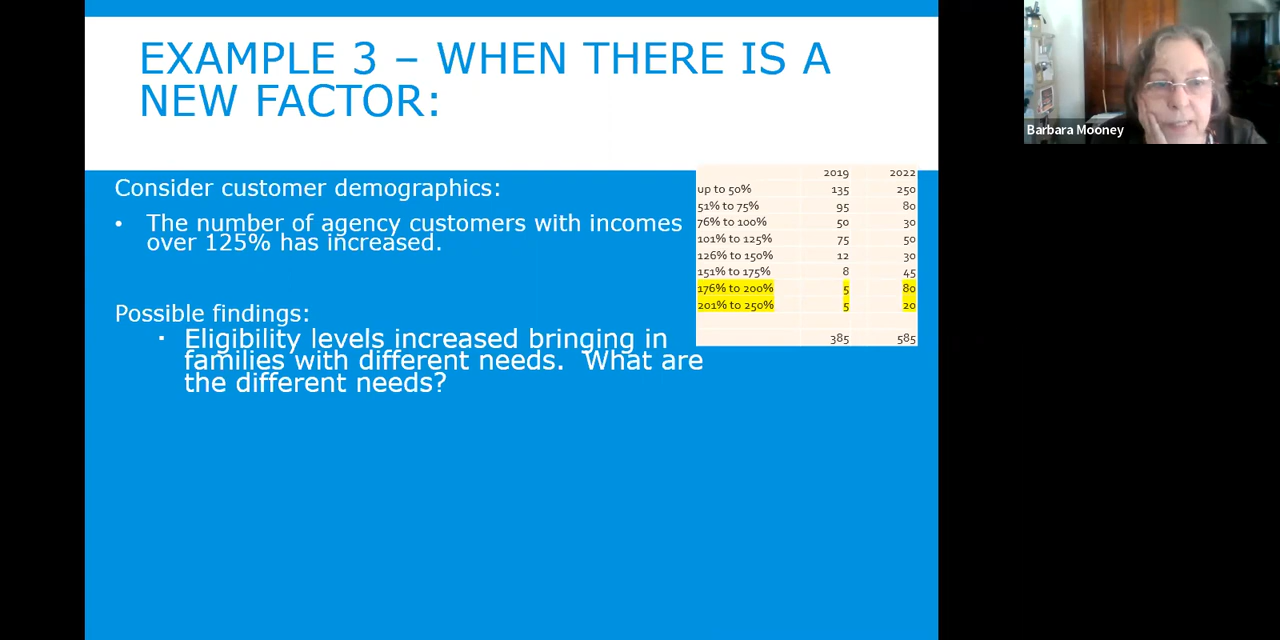 EXAMPLE 3 – WHEN THERE IS A
NEW FACTOR:
Consider customer demographics:
• The number of agency customers with incomes
over 125% has increased.
Possible findings:
▪ Eligibility levels increased bringing in
families with different needs. What are
the different needs?
2019 2022
up to 50% 135 250
51% to 75% 95 80
76% to 100% 50 30
101% to 125% 75 50
126% to 150% 12 30
151% to 175% 8 45
176% to 200% 5 80
201% to 250% 5 20
385 585
Barbara Mooney